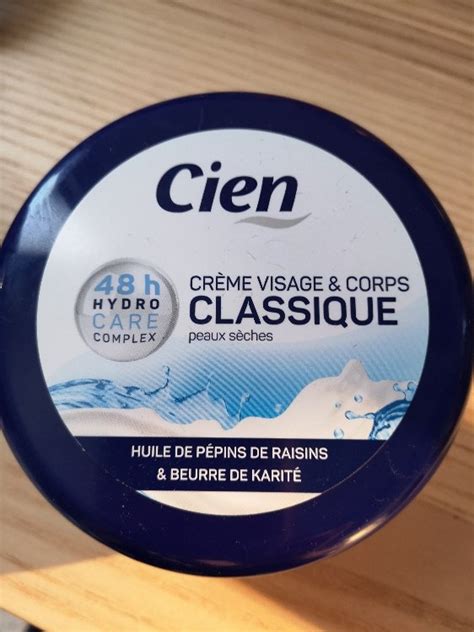 Cien
48 h
HYDRO
CARE
COMPLEX
CRÈME VISAGE & CORPS
CLASSIQUE
peaux sèches
HUILE DE PÉPINS DE RAISINS
& BEURRE DE KARITÉ